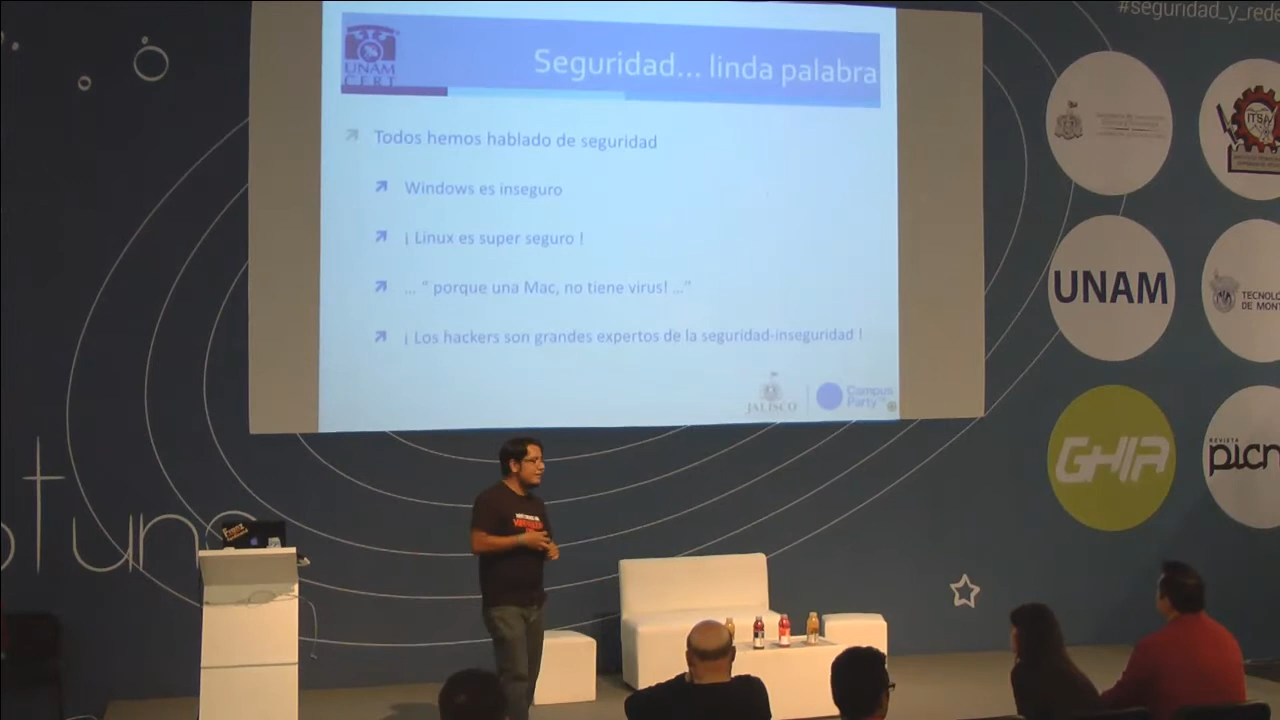 #seguridad_y_rede
UNAM
CERT
Seguridad... linda palabra
Todos hemos hablado de seguridad
Windows es inseguro
¡ Linux es super seguro !
... “ porque una Mac, no tiene virus! ...”
¡ Los hackers son grandes expertos de la seguridad-inseguridad !
JALISCO
Campus
Party
ITSA
UNAM
TECNOLO
DE MONT
GHIA
REVISTA
picn
tuno